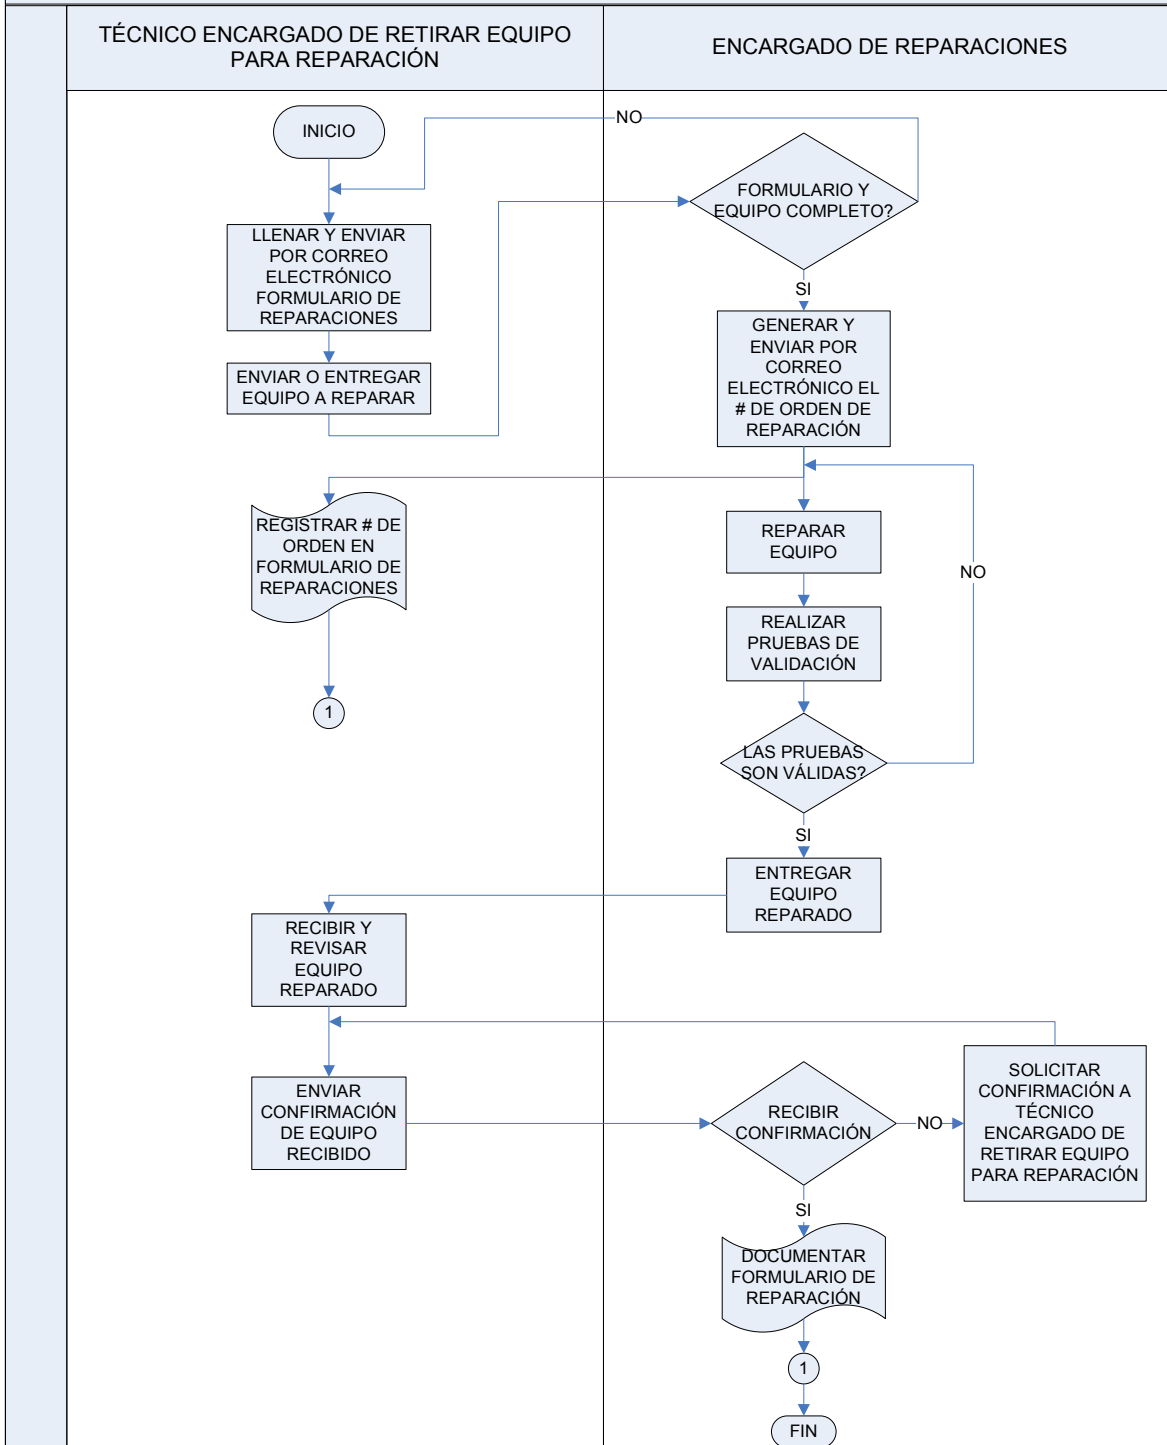 TÉCNICO ENCARGADO DE RETIRAR EQUIPO
PARA REPARACIÓN
ENCARGADO DE REPARACIONES
INICIO
NO
FORMULARIO Y
EQUIPO COMPLETO?
LLENAR Y ENVIAR
POR CORREO
ELECTRÓNICO
FORMULARIO DE
REPARACIONES
SI
ENVIAR O ENTREGAR
EQUIPO A REPARAR
GENERAR Y
ENVIAR POR
CORREO
ELECTRÓNICO EL
# DE ORDEN DE
REPARACIÓN
REGISTRAR # DE
ORDEN EN
FORMULARIO DE
REPARACIONES
REPARAR
EQUIPO
NO
REALIZAR
PRUEBAS DE
VALIDACIÓN
1
LAS PRUEBAS
SON VÁLIDAS?
SI
ENTREGAR
EQUIPO
REPARADO
RECIBIR Y
REVISAR
EQUIPO
REPARADO
ENVIAR
CONFIRMACIÓN
DE EQUIPO
RECIBIDO
RECIBIR
CONFIRMACIÓN
NO
SOLICITAR
CONFIRMACIÓN A
TÉCNICO
ENCARGADO DE
RETIRAR EQUIPO
PARA REPARACIÓN
SI
DOCUMENTAR
FORMULARIO DE
REPARACIÓN
1
FIN